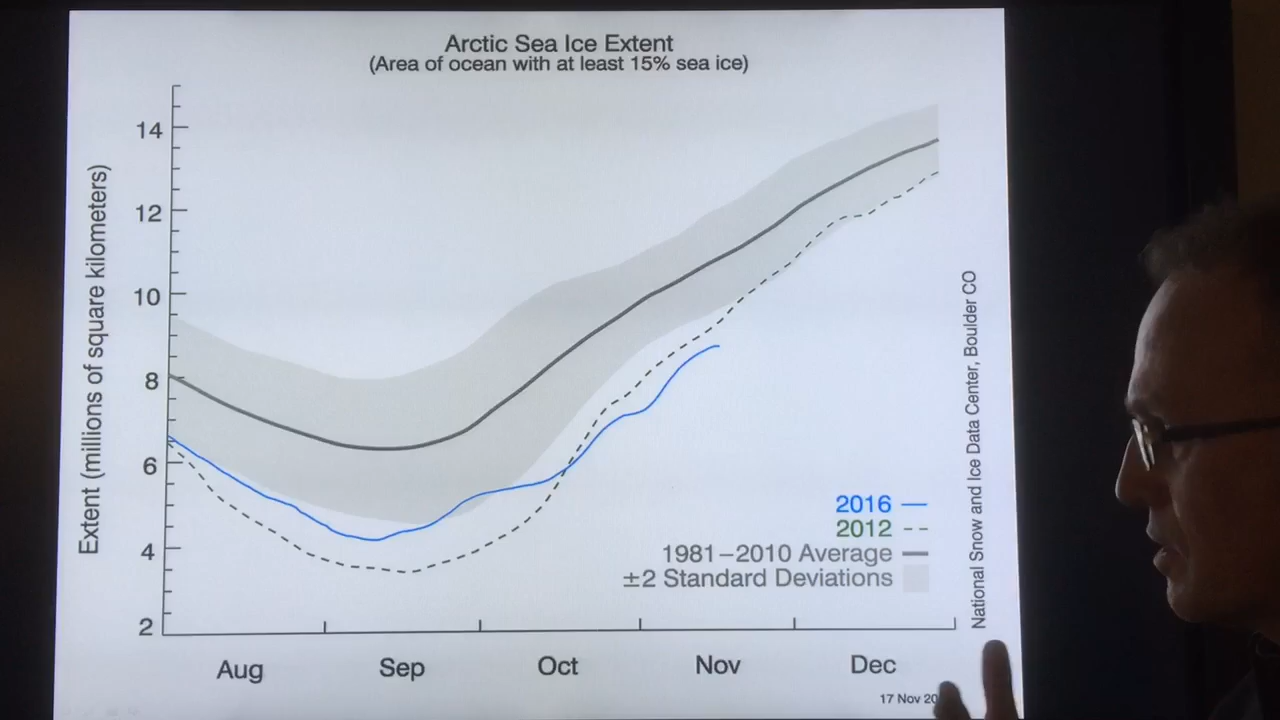 Arctic Sea Ice Extent
(Area of ocean with at least 15% sea ice)
14
12
10
8
6
4
2
Extent (millions of square kilometers)
2016
2012
1981–2010 Average
±2 Standard Deviations
National Snow and Ice Data Center, Boulder CO
Aug Sep Oct Nov Dec
17 Nov